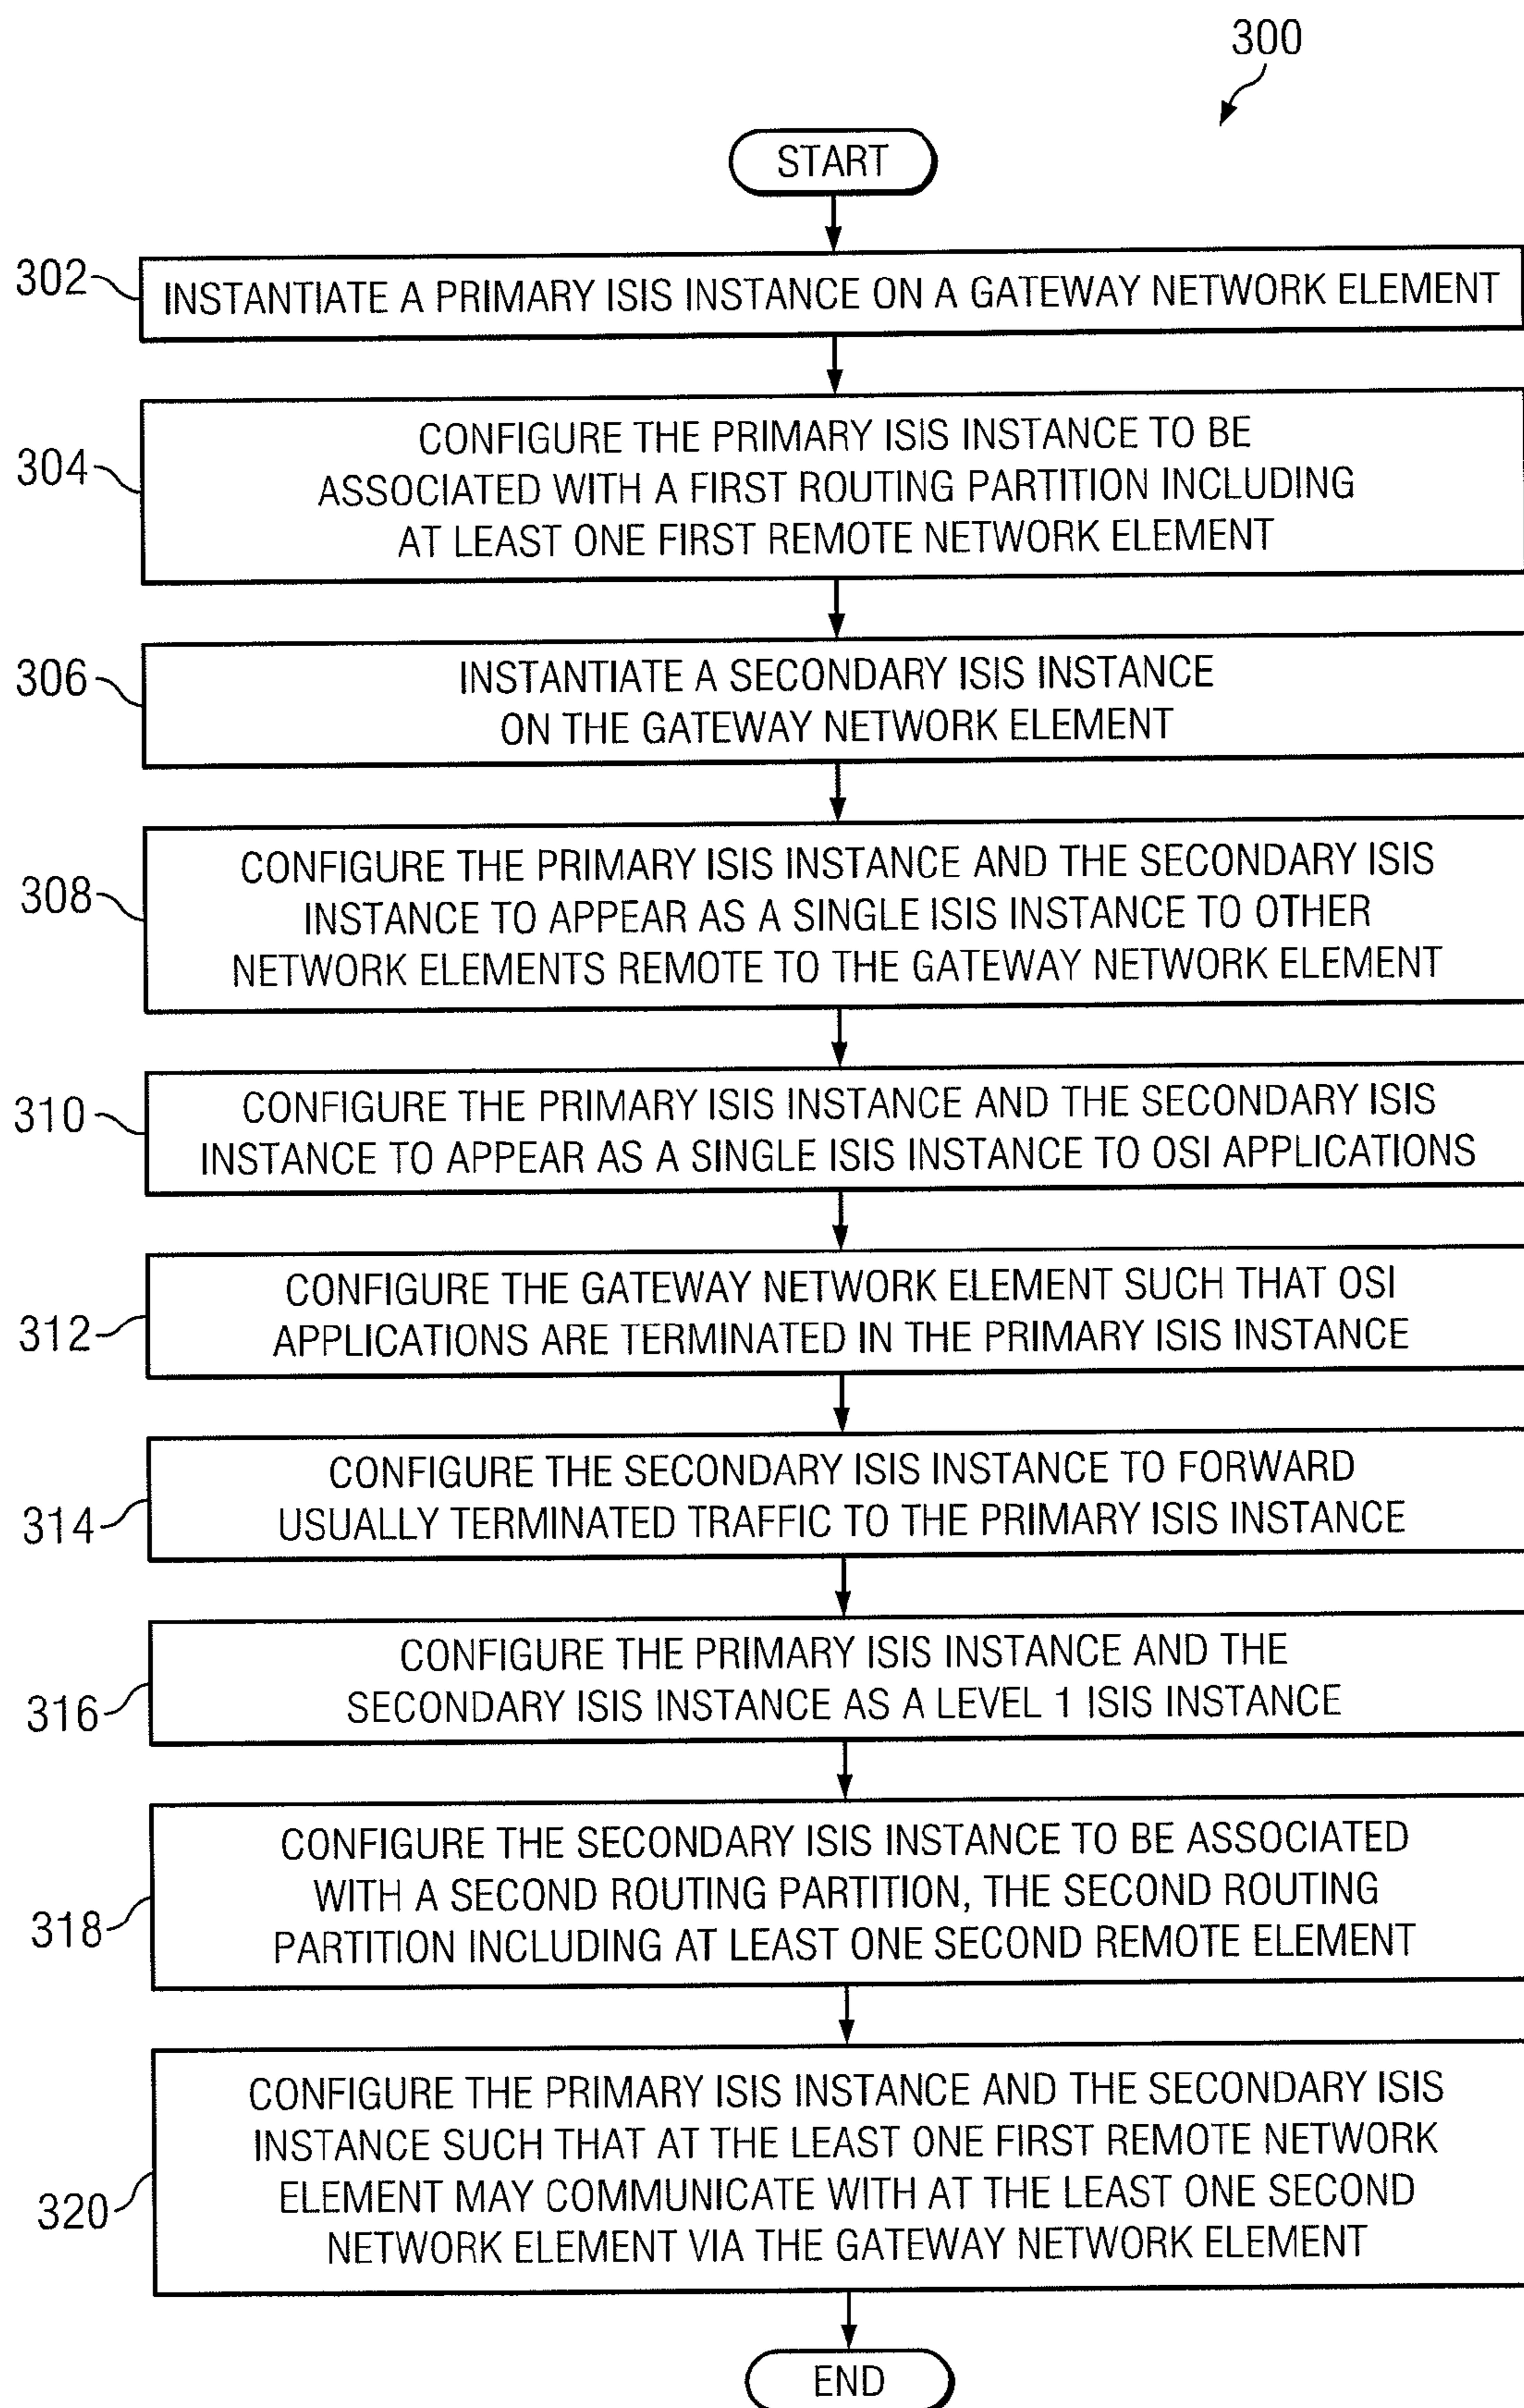 300
START
302
INSTANTIATE A PRIMARY ISIS INSTANCE ON A GATEWAY NETWORK ELEMENT
304
CONFIGURE THE PRIMARY ISIS INSTANCE TO BE
ASSOCIATED WITH A FIRST ROUTING PARTITION INCLUDING
AT LEAST ONE FIRST REMOTE NETWORK ELEMENT
306
INSTANTIATE A SECONDARY ISIS INSTANCE
ON THE GATEWAY NETWORK ELEMENT
308
CONFIGURE THE PRIMARY ISIS INSTANCE AND THE SECONDARY ISIS
INSTANCE TO APPEAR AS A SINGLE ISIS INSTANCE TO OTHER
NETWORK ELEMENTS REMOTE TO THE GATEWAY NETWORK ELEMENT
310
CONFIGURE THE PRIMARY ISIS INSTANCE AND THE SECONDARY ISIS
INSTANCE TO APPEAR AS A SINGLE ISIS INSTANCE TO OSI APPLICATIONS
312
CONFIGURE THE GATEWAY NETWORK ELEMENT SUCH THAT OSI
APPLICATIONS ARE TERMINATED IN THE PRIMARY ISIS INSTANCE
314
CONFIGURE THE SECONDARY ISIS INSTANCE TO FORWARD
USUALLY TERMINATED TRAFFIC TO THE PRIMARY ISIS INSTANCE
316
CONFIGURE THE PRIMARY ISIS INSTANCE AND THE
SECONDARY ISIS INSTANCE AS A LEVEL 1 ISIS INSTANCE
318
CONFIGURE THE SECONDARY ISIS INSTANCE TO BE ASSOCIATED
WITH A SECOND ROUTING PARTITION, THE SECOND ROUTING
PARTITION INCLUDING AT LEAST ONE SECOND REMOTE ELEMENT
320
CONFIGURE THE PRIMARY ISIS INSTANCE AND THE SECONDARY ISIS
INSTANCE SUCH THAT AT THE LEAST ONE FIRST REMOTE NETWORK
ELEMENT MAY COMMUNICATE WITH AT THE LEAST ONE SECOND
NETWORK ELEMENT VIA THE GATEWAY NETWORK ELEMENT
END